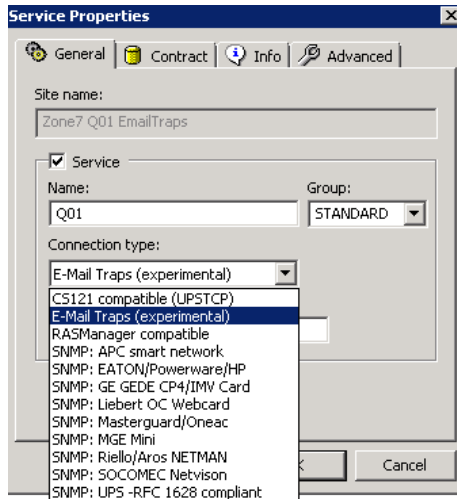 Service Properties
General Contract Info Advanced
Site name:
Zone7 Q01 EmailTraps
Service
Name: Group:
Q01 STANDARD
Connection type:
E-Mail Traps (experimental)
CS121 compatible (UPSTCP)
E-Mail Traps (experimental)
RASManager compatible
SNMP: APC smart network
SNMP: EATON/Powerware/HP
SNMP: GE GEDE CP4/IMV Card
SNMP: Liebert OC Webcard
SNMP: Masterguard/Oneac
SNMP: MGE Mini
SNMP: Riello/Aros NETMAN
SNMP: SOCOMEC Netvison
SNMP: UPS -RFC 1628 compliant
Cancel